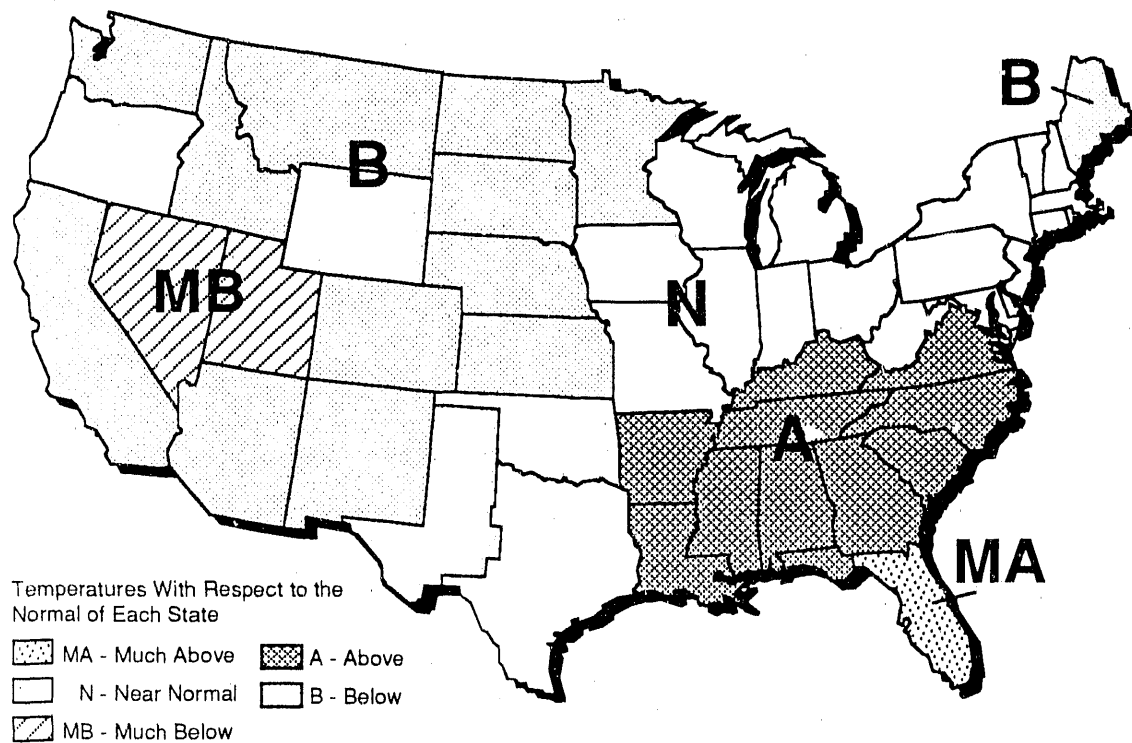 B
B
MB
N
A
MA
Temperatures With Respect to the
Normal of Each State
MA - Much Above
A - Above
N - Near Normal
B - Below
MB - Much Below